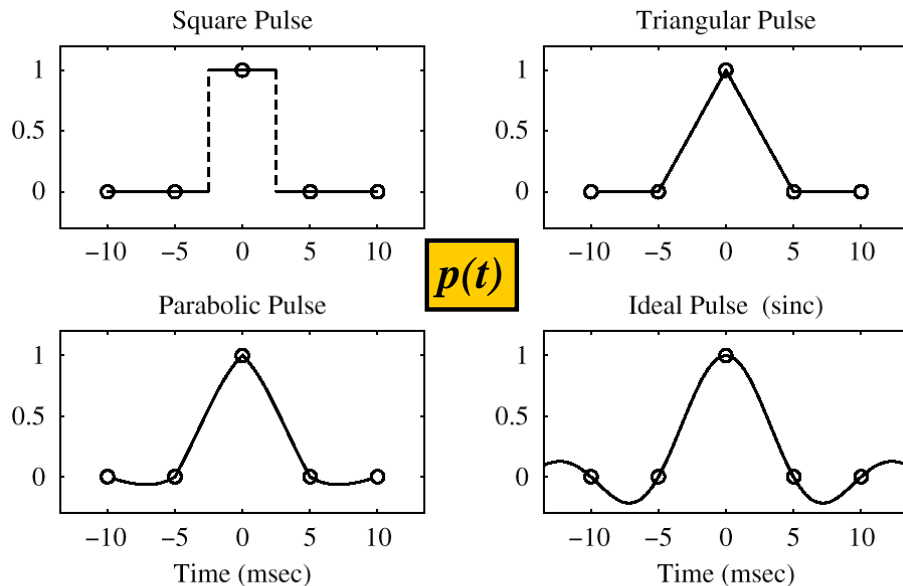 Square Pulse
1
0.5
0
−10 −5 0 5 10
Triangular Pulse
1
0.5
0
−10 −5 0 5 10
p(t)
Parabolic Pulse
1
0.5
0
−10 −5 0 5 10
Time (msec)
Ideal Pulse (sinc)
1
0.5
0
−10 −5 0 5 10
Time (msec)